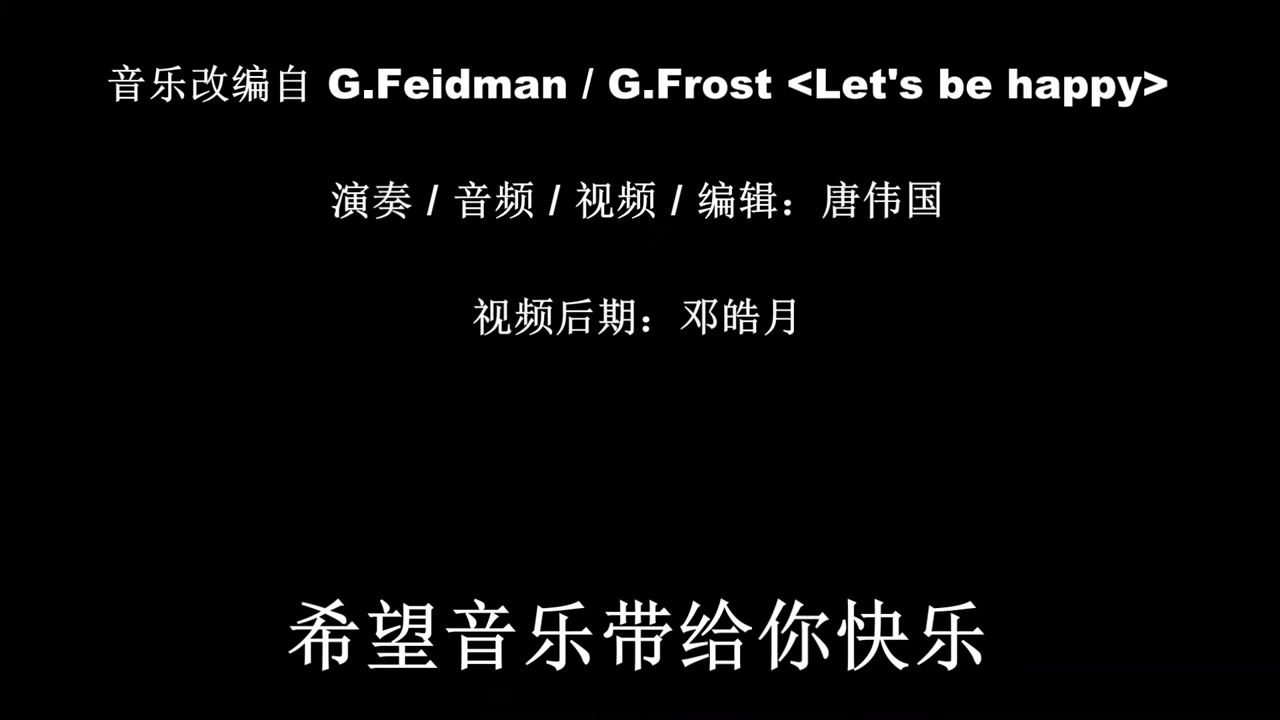 音乐改编自 G.Feidman / G.Frost <Let's be happy>
演奏 / 音频 / 视频 / 编辑：唐伟国
视频后期：邓皓月
希望音乐带给你快乐